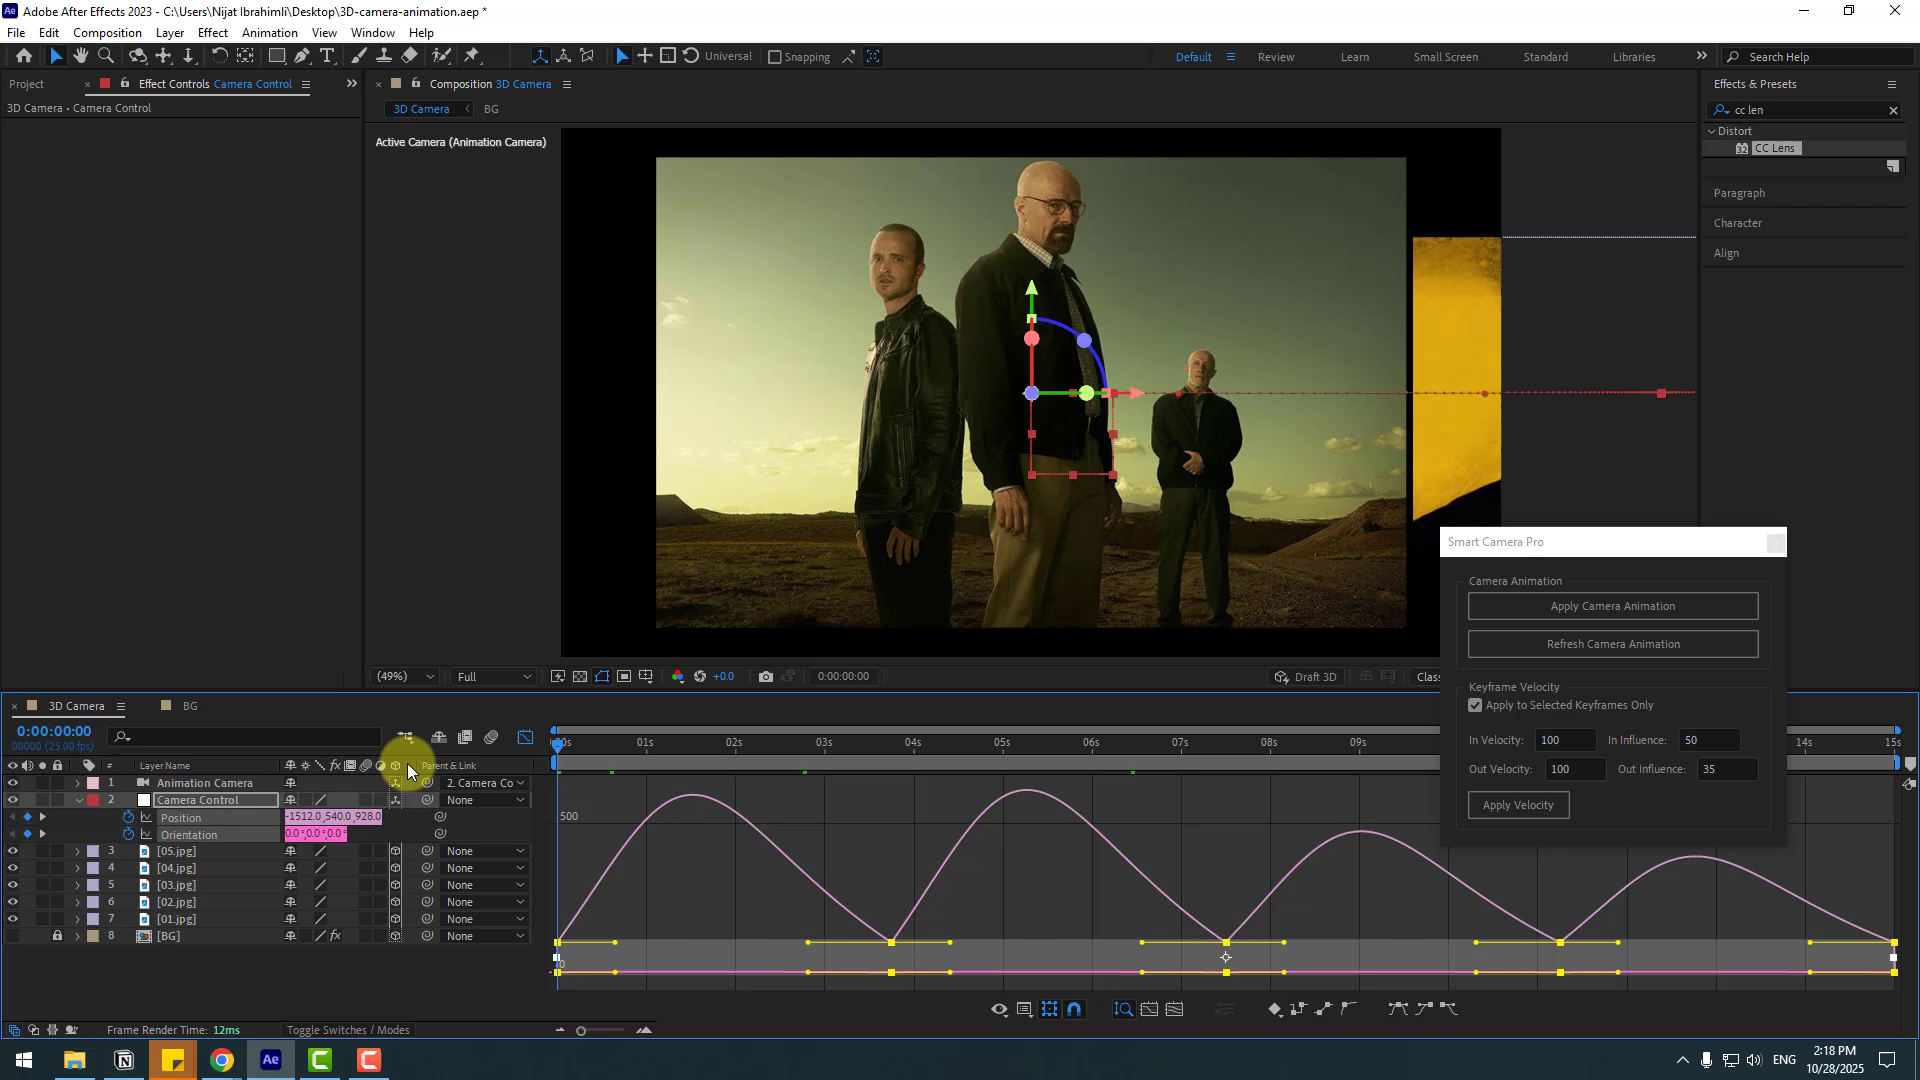 Adobe After Effects 2023 - C:\Users\Nijat Ibrahimli\Desktop\3D-camera-animation.aep *
File Edit Composition Layer Effect Animation View Window Help
Universal Snapping Default Review Learn Small Screen Standard Libraries Search Help
Project Effect Controls Camera Control
3D Camera • Camera Control
Composition 3D Camera
3D Camera BG
Active Camera (Animation Camera)
Effects & Presets
cc len
Distort
32 CC Lens
Paragraph
Character
Align
Smart Camera Pro
Camera Animation
Apply Camera Animation
Refresh Camera Animation
Keyframe Velocity
Apply to Selected Keyframes Only
In Velocity: 100 In Influence: 50
Out Velocity: 100 Out Influence: 35
Apply Velocity
(49%) Full +0.0 0:00:00:00 Draft 3D Class
3D Camera BG
0:00:00:00
00000 (25.00 fps)
:00s 01s 02s 03s 04s 05s 06s 07s 08s 09s 14s 15s
# Layer Name fx Parent & Link
1 Animation Camera 2. Camera Co
2 Camera Control None
Position -1512.0,540.0,928.0
Orientation 0.0°,0.0°,0.0°
3 [05.jpg] None
4 [04.jpg] None
5 [03.jpg] None
6 [02.jpg] None
7 [01.jpg] None
8 [BG] fx None
500
0
Frame Render Time: 12ms Toggle Switches / Modes
Ae
ENG
2:18 PM
10/28/2025